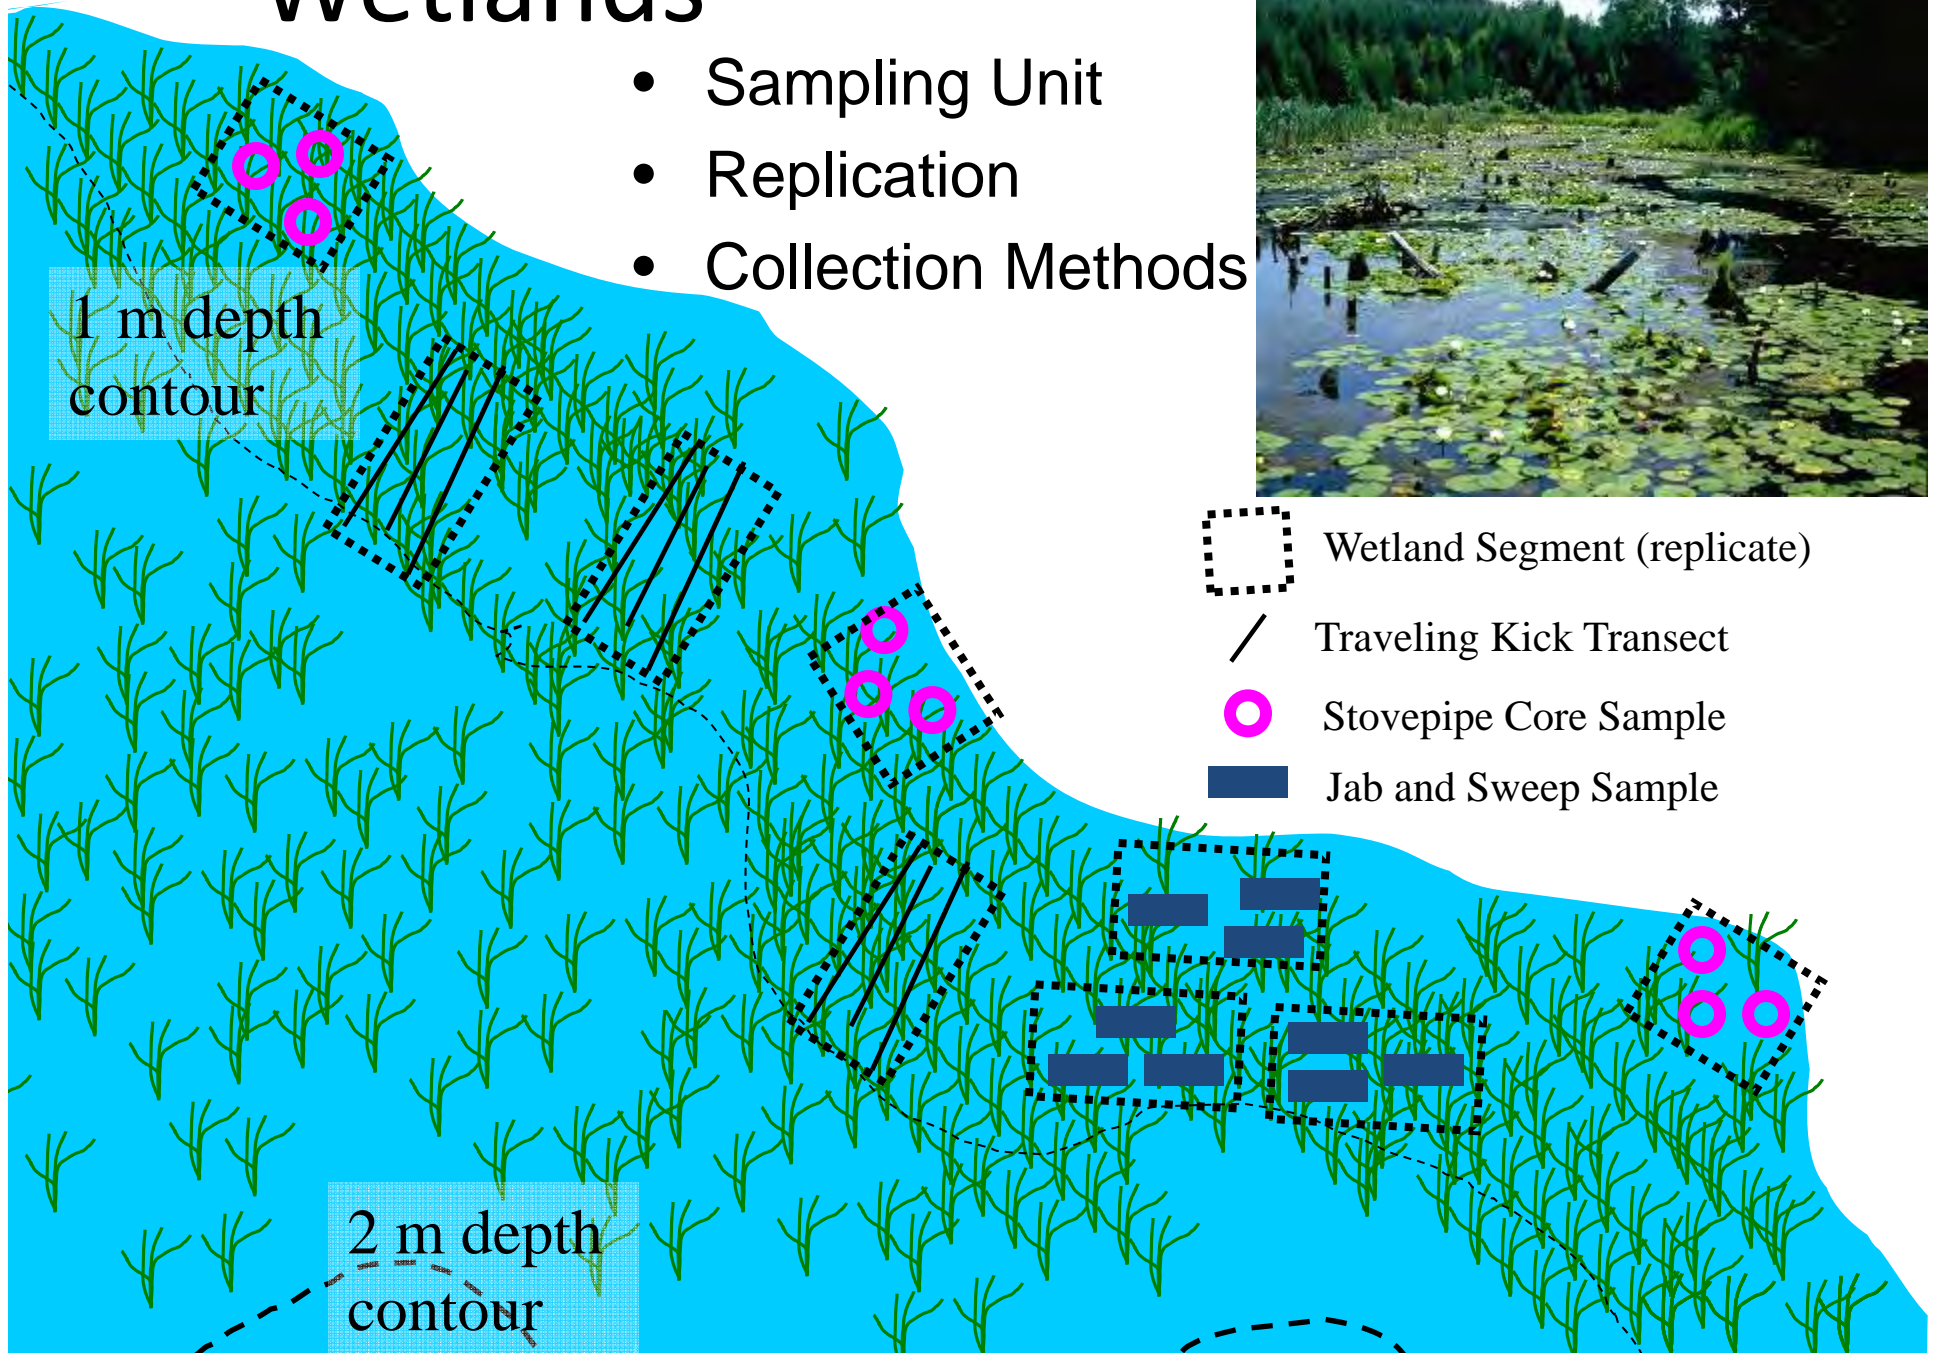 Wetlands
• Sampling Unit
• Replication
• Collection Methods
1 m depth
contour
Wetland Segment (replicate)
Traveling Kick Transect
Stovepipe Core Sample
Jab and Sweep Sample
2 m depth
contour